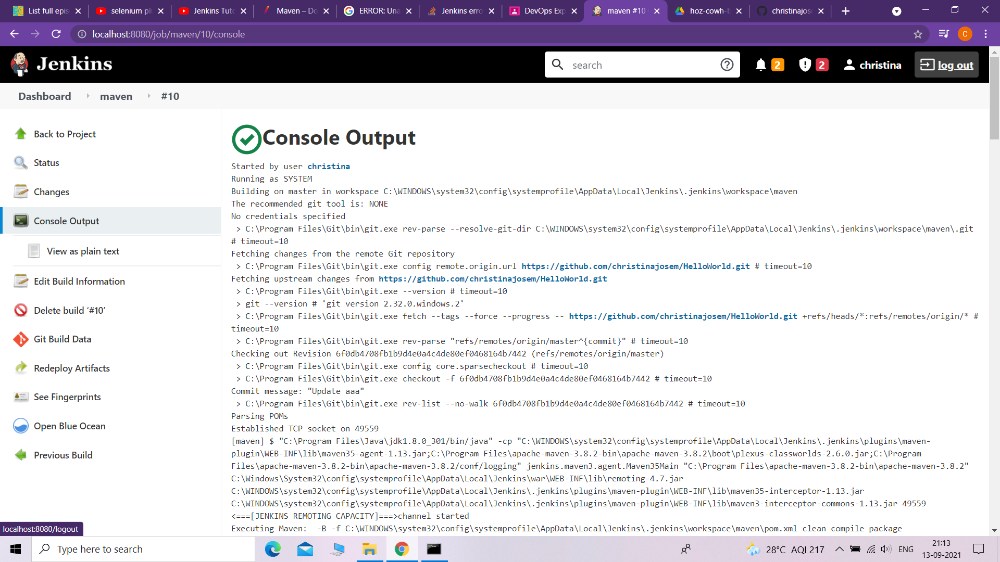 List full epis
selenium pl
Jenkins Tuto
Maven – Do
ERROR: Una
Jenkins erro
DevOps Exp
maven #10
hoz-cowh-b
christinajos
localhost:8080/job/maven/10/console
C
Jenkins
search
2
2
christina
log out
Dashboard
maven
#10
Back to Project
Status
Changes
Console Output
View as plain text
Edit Build Information
Delete build ‘#10’
Git Build Data
Redeploy Artifacts
See Fingerprints
Open Blue Ocean
Previous Build
Console Output
Started by user christina
Running as SYSTEM
Building on master in workspace C:\WINDOWS\system32\config\systemprofile\AppData\Local\Jenkins\.jenkins\workspace\maven
The recommended git tool is: NONE
No credentials specified
> C:\Program Files\Git\bin\git.exe rev-parse --resolve-git-dir C:\WINDOWS\system32\config\systemprofile\AppData\Local\Jenkins\.jenkins\workspace\maven\.git
# timeout=10
Fetching changes from the remote Git repository
> C:\Program Files\Git\bin\git.exe config remote.origin.url https://github.com/christinajosem/HelloWorld.git # timeout=10
Fetching upstream changes from https://github.com/christinajosem/HelloWorld.git
> C:\Program Files\Git\bin\git.exe --version # timeout=10
> git --version # 'git version 2.32.0.windows.2'
> C:\Program Files\Git\bin\git.exe fetch --tags --force --progress -- https://github.com/christinajosem/HelloWorld.git +refs/heads/*:refs/remotes/origin/* #
timeout=10
> C:\Program Files\Git\bin\git.exe rev-parse "refs/remotes/origin/master^{commit}" # timeout=10
Checking out Revision 6f0db4708fb1b9d4e0a4c4de80ef0468164b7442 (refs/remotes/origin/master)
> C:\Program Files\Git\bin\git.exe config core.sparsecheckout # timeout=10
> C:\Program Files\Git\bin\git.exe checkout -f 6f0db4708fb1b9d4e0a4c4de80ef0468164b7442 # timeout=10
Commit message: "Update aaa"
> C:\Program Files\Git\bin\git.exe rev-list --no-walk 6f0db4708fb1b9d4e0a4c4de80ef0468164b7442 # timeout=10
Parsing POMs
Established TCP socket on 49559
[maven] $ "C:\Program Files\Java\jdk1.8.0_301/bin/java" -cp "C:\WINDOWS\system32\config\systemprofile\AppData\Local\Jenkins\.jenkins\plugins\maven-
plugin\WEB-INF\lib\maven35-agent-1.13.jar;C:\Program Files\apache-maven-3.8.2-bin\apache-maven-3.8.2\boot\plexus-classworlds-2.6.0.jar;C:\Program
Files\apache-maven-3.8.2-bin\apache-maven-3.8.2/conf/logging" jenkins.maven3.agent.Maven35Main "C:\Program Files\apache-maven-3.8.2-bin\apache-maven-3.8.2"
C:\Windows\System32\config\systemprofile\AppData\Local\Jenkins\war\WEB-INF\lib\remoting-4.7.jar
C:\WINDOWS\system32\config\systemprofile\AppData\Local\Jenkins\.jenkins\plugins\maven-plugin\WEB-INF\lib\maven35-interceptor-1.13.jar
C:\WINDOWS\system32\config\systemprofile\AppData\Local\Jenkins\.jenkins\plugins\maven-plugin\WEB-INF\lib\maven3-interceptor-commons-1.13.jar 49559
<===[JENKINS REMOTING CAPACITY]===>channel started
Executing Maven:  -B -f C:\WINDOWS\system32\config\systemprofile\AppData\Local\Jenkins\.jenkins\workspace\maven\pom.xml clean compile package
localhost:8080/logout
Type here to search
28°C AQI 217
ENG
21:13
13-09-2021